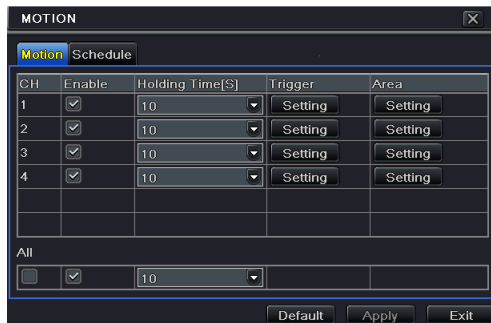 MOTION
Motion Schedule
CH Enable Holding Time[S] Trigger Area
1 10 Setting Setting
2 10 Setting Setting
3 10 Setting Setting
4 10 Setting Setting
All
10
Default Apply Exit